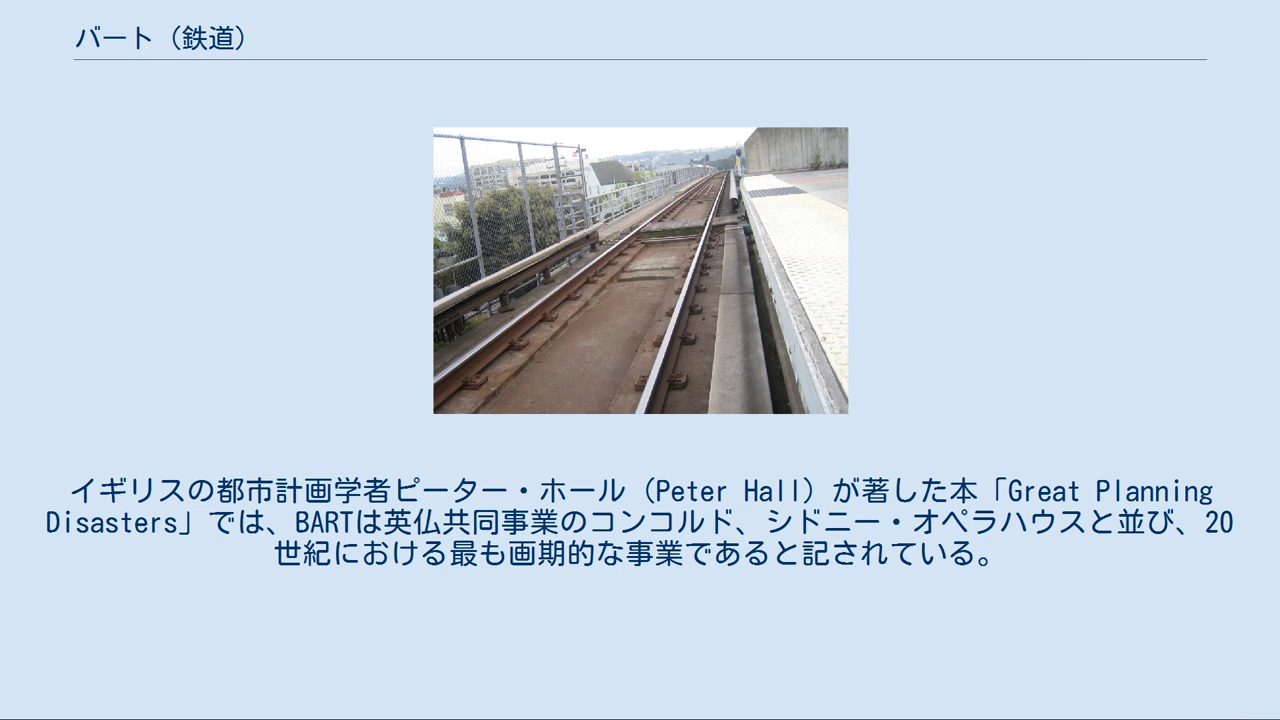 バート（鉄道）
イギリスの都市計画学者ピーター・ホール（Peter Hall）が著した本「Great Planning
Disasters」では、BARTは英仏共同事業のコンコルド、シドニー・オペラハウスと並び、20
世紀における最も画期的な事業であると記されている。